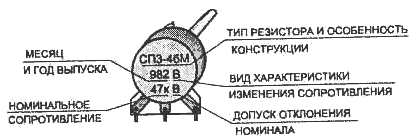 ТИП РЕЗИСТОРА И ОСОБЕННОСТЬ
КОНСТРУКЦИИ
МЕСЯЦ
И ГОД ВЫПУСКА
СП3-4бМ
982 В
47к В
ВИД ХАРАКТЕРИСТИКИ
ИЗМЕНЕНИЯ СОПРОТИВЛЕНИЯ
НОМИНАЛЬНОЕ
СОПРОТИВЛЕНИЕ
ДОПУСК ОТКЛОНЕНИЯ
НОМИНАЛА